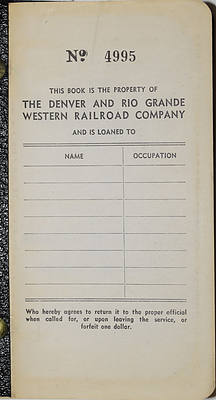 Nº 4995
THIS BOOK IS THE PROPERTY OF
THE DENVER AND RIO GRANDE
WESTERN RAILROAD COMPANY
AND IS LOANED TO
NAME OCCUPATION
Who hereby agrees to return it to the proper official
when called for, or upon leaving the service, or
forfeit one dollar.